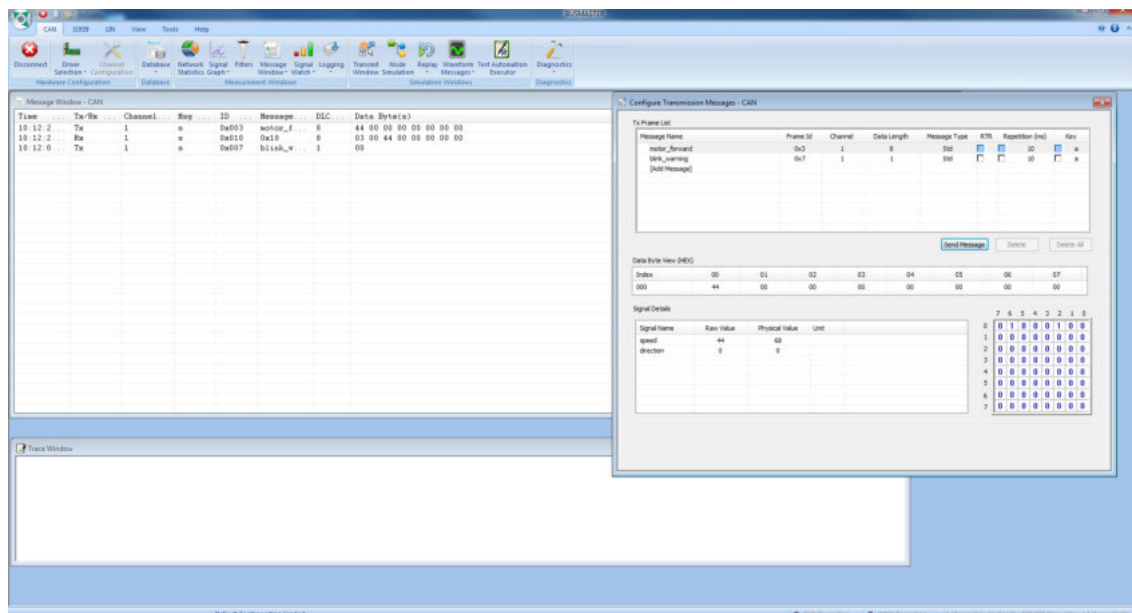 BUSMASTER
CAN J1939 LIN View Tools Help
Disconnect Driver Selection Channel Configuration Database Network Statistics Signal Graph Filters Message Window Signal Watch Logging Transmit Window Node Simulation Replay Waveform Messages Test Automation Executor Diagnostics
Hardware Configuration Database Measurement Windows Simulation Windows Diagnostics
Message Window - CAN
Time ... Tx/Rx ... Channel... Msg ... ID ... Message... DLC... Data Byte(s)
10:12:2... Tx 1 s 0x003 motor_f... 8 44 00 00 00 00 00 00 00
10:12:2... Rx 1 s 0x010 0x10 8 03 00 44 00 00 00 00 00
10:12:0... Tx 1 s 0x007 blink_w... 1 00
Configure Transmission Messages - CAN
Tx Frame List
Message Name Frame Id Channel Data Length Message Type RTR Repetition (ms) Key
motor_forward 0x3 1 8 Std 10 a
blink_warning 0x7 1 1 Std 10 a
[Add Message]
Send Message Delete Delete All
Data Byte View (HEX)
Index 00 01 02 03 04 05 06 07
000 44 00 00 00 00 00 00 00
Signal Details
Signal Name Raw Value Physical Value Unit
speed 44 68
direction 0 0
7 6 5 4 3 2 1 0
0 0 1 0 0 0 1 0 0
1 0 0 0 0 0 0 0 0
2 0 0 0 0 0 0 0 0
3 0 0 0 0 0 0 0 0
4 0 0 0 0 0 0 0 0
5 0 0 0 0 0 0 0 0
6 0 0 0 0 0 0 0 0
7 0 0 0 0 0 0 0 0
Trace Window